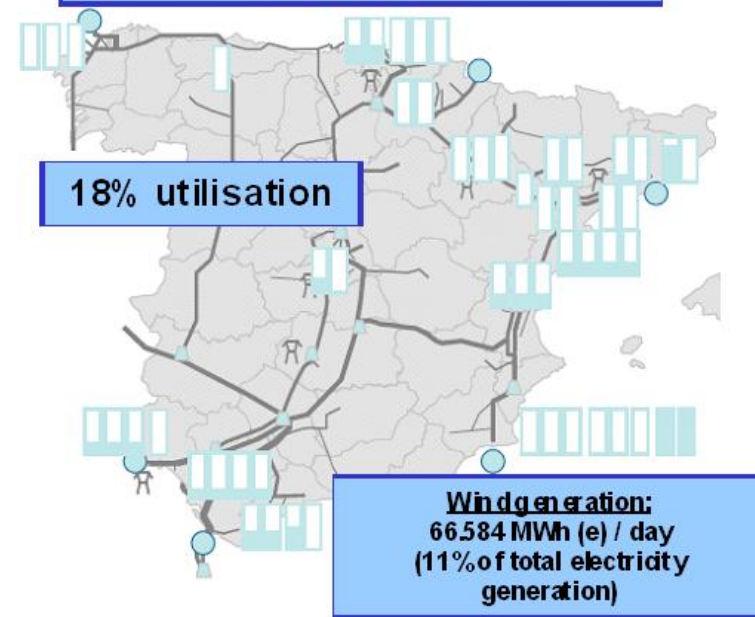 18% utilisation
Wind generation:
66.584 MWh (e) / day
(11% of total electricity
generation)